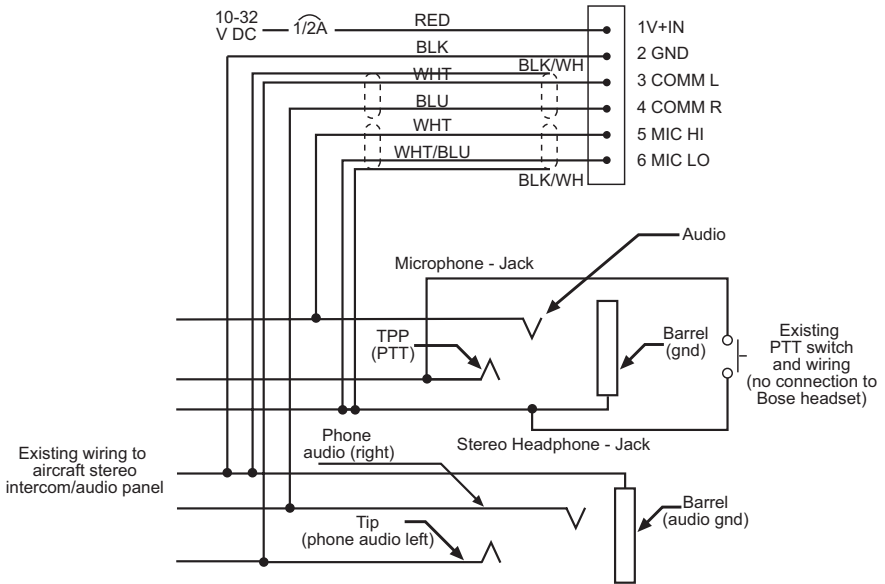 10-32
V DC
1/2A
RED
1V+IN
BLK
2 GND
BLK/WH
WHT
3 COMM L
BLU
4 COMM R
WHT
5 MIC HI
WHT/BLU
6 MIC LO
BLK/WH
Audio
Microphone - Jack
TPP
(PTT)
Barrel
(gnd)
Existing
PTT switch
and wiring
(no connection to
Bose headset)
Phone
audio (right)
Stereo Headphone - Jack
Existing wiring to
aircraft stereo
intercom/audio panel
Tip
(phone audio left)
Barrel
(audio gnd)